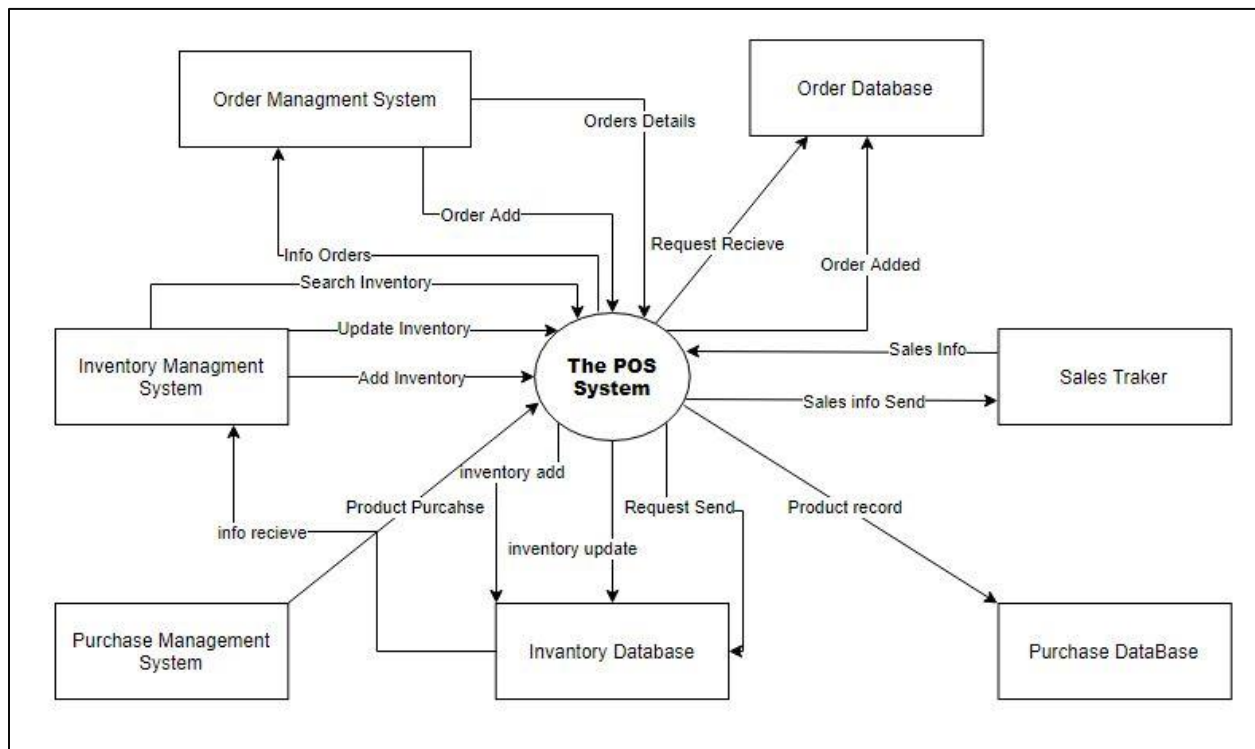 Order Managment System
Order Database
Orders Details
Order Add
Request Recieve
Info Orders
Order Added
Search Inventory
Update Inventory
Inventory Managment
System
Add Inventory
The POS
System
Sales Info
Sales info Send
Sales Traker
inventory add
Product Purcahse
Request Send
Product record
info recieve
inventory update
Purchase Management
System
Invantory Database
Purchase DataBase